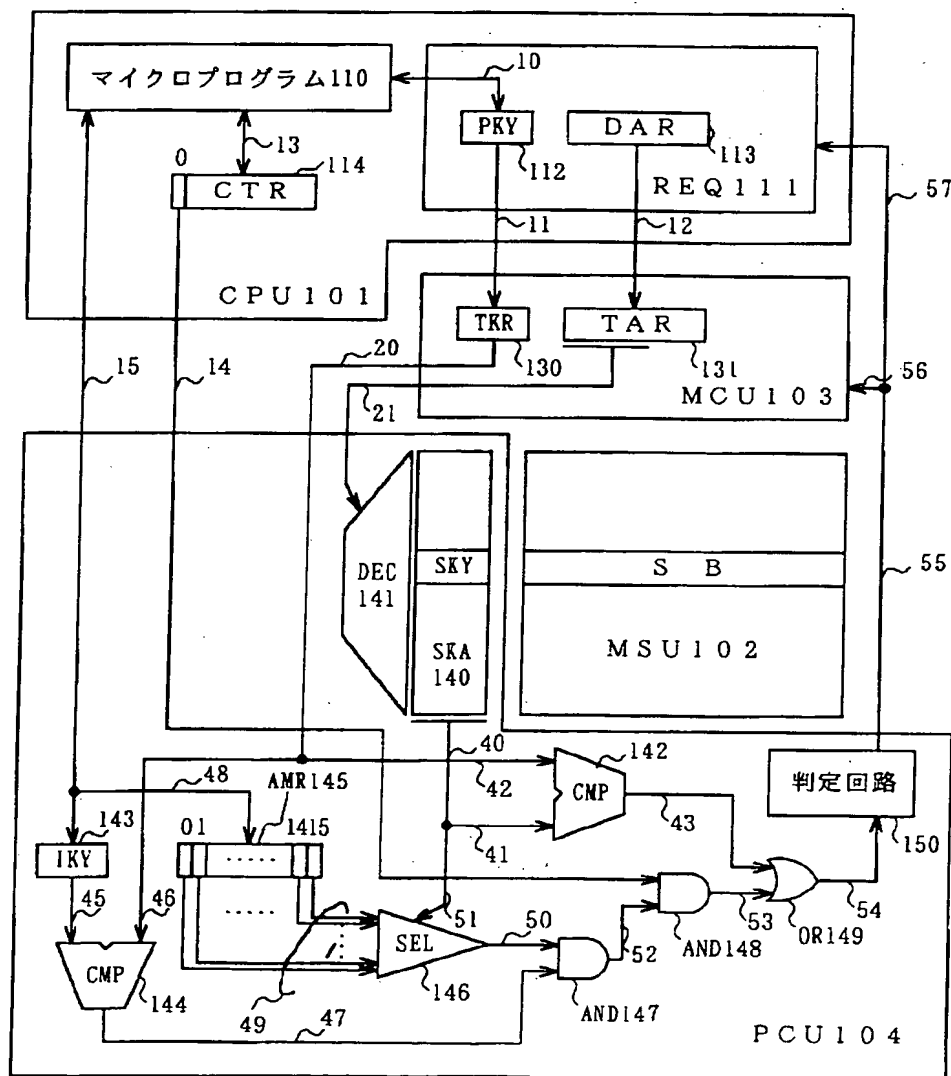 マイクロプログラム110
10
PKY
112
DAR
113
REQ111
57
13
0
114
CTR
11
12
CPU101
TKR
130
TAR
131
MCU103
56
15
14
20
21
DEC
141
SKY
SKA
140
SB
MSU102
55
40
142
48
AMR145
42
CMP
43
判定回路
150
143
IKY
01
1415
.....
.....
41
45
46
51
50
SEL
146
52
53
54
AND148
OR149
CMP
144
49
47
AND147
PCU104